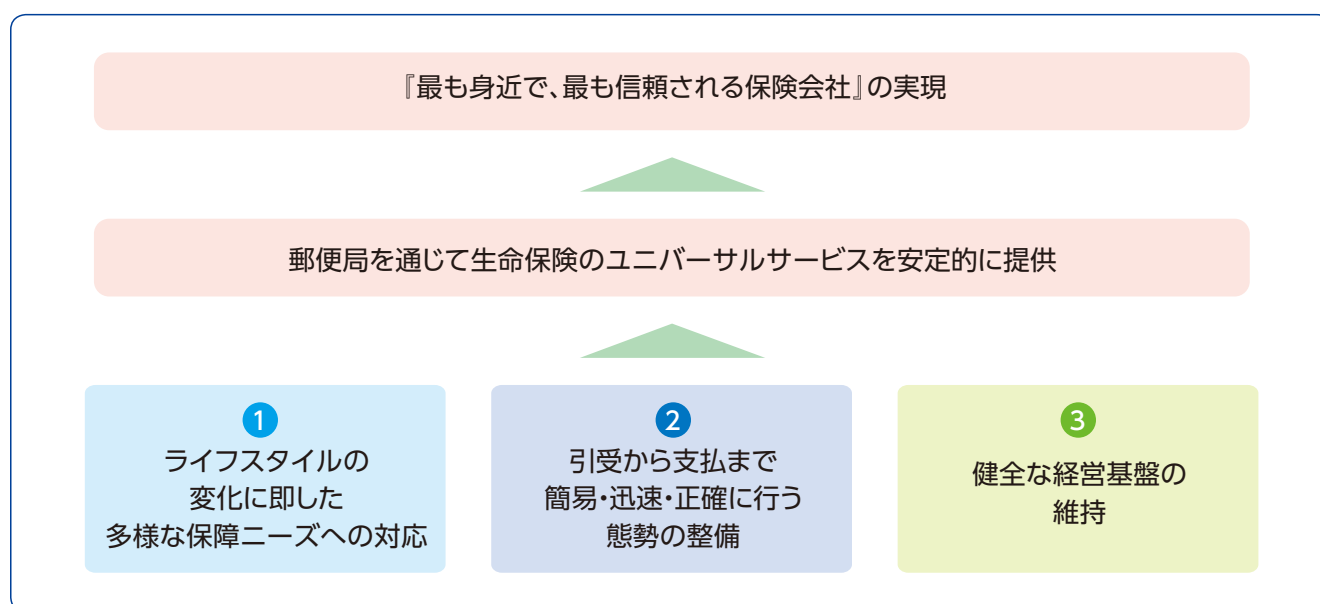 『最も身近で、最も信頼される保険会社』の実現
郵便局を通じて生命保険のユニバーサルサービスを安定的に提供
1
ライフスタイルの
変化に即した
多様な保障ニーズへの対応
2
引受から支払まで
簡易・迅速・正確に行う
態勢の整備
3
健全な経営基盤の
維持